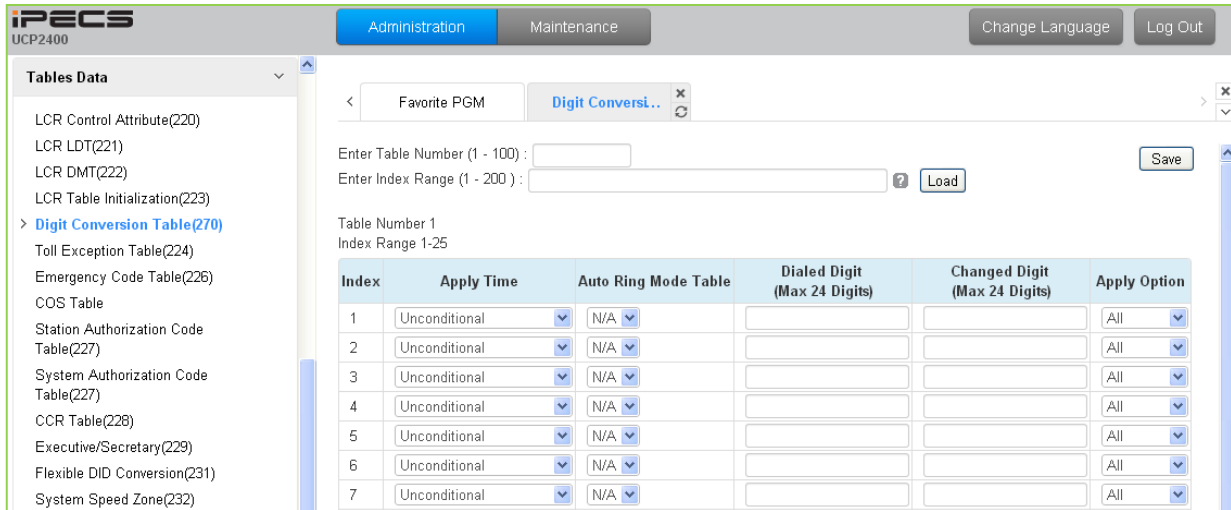 iPECS
UCP2400
Administration
Maintenance
Change Language
Log Out
Tables Data
LCR Control Attribute(220)
LCR LDT(221)
LCR DMT(222)
LCR Table Initialization(223)
> Digit Conversion Table(270)
Toll Exception Table(224)
Emergency Code Table(226)
COS Table
Station Authorization Code
Table(227)
System Authorization Code
Table(227)
CCR Table(228)
Executive/Secretary(229)
Flexible DID Conversion(231)
System Speed Zone(232)
Favorite PGM
Digit Conversi...
Enter Table Number (1 - 100) :
Save
Enter Index Range (1 - 200 ) :
? Load
Table Number 1
Index Range 1-25
Index Apply Time Auto Ring Mode Table Dialed Digit (Max 24 Digits) Changed Digit (Max 24 Digits) Apply Option
1 Unconditional N/A All
2 Unconditional N/A All
3 Unconditional N/A All
4 Unconditional N/A All
5 Unconditional N/A All
6 Unconditional N/A All
7 Unconditional N/A All